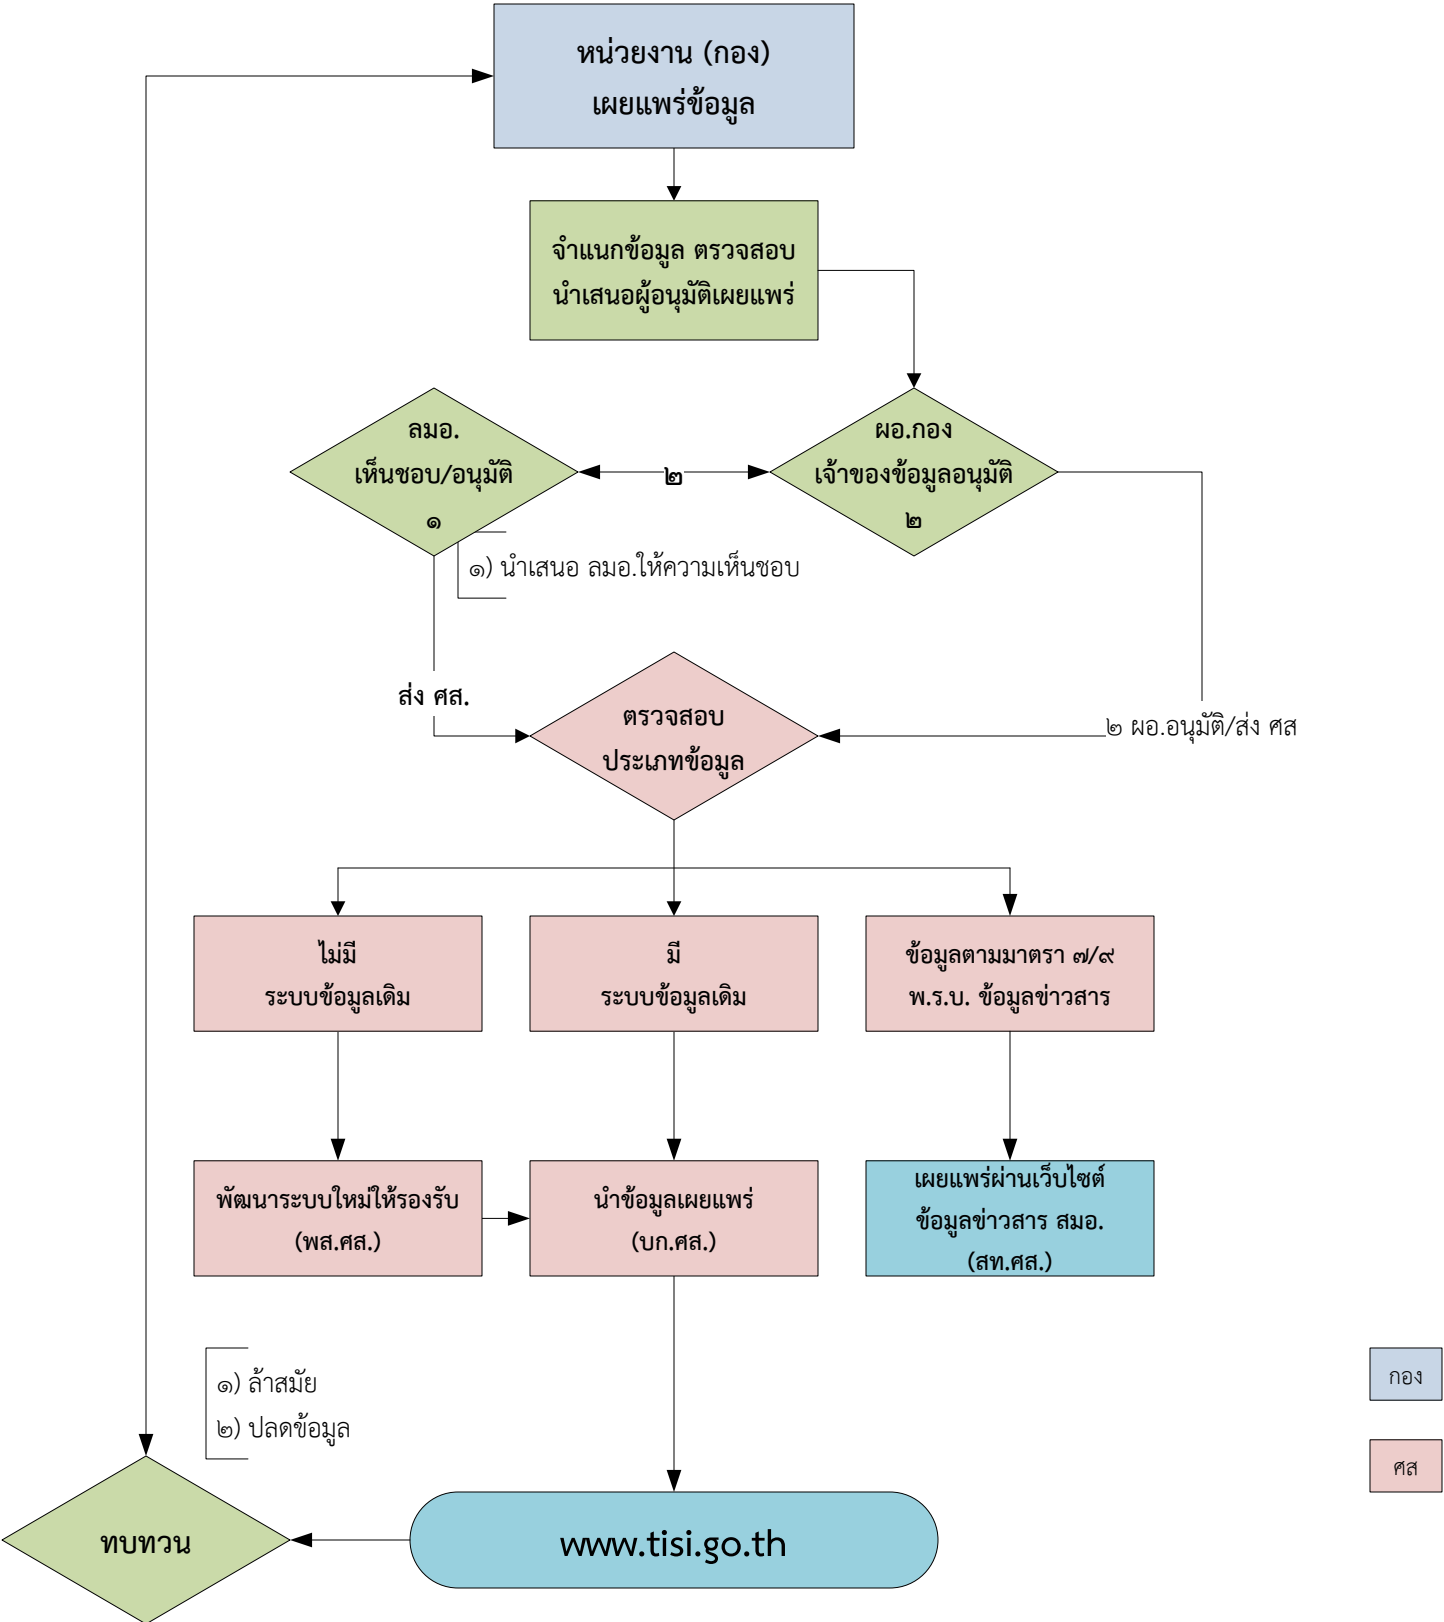 หน่วยงาน (กอง)
เผยแพร่ข้อมูล
จำแนกข้อมูล ตรวจสอบ
นำเสนอผู้อนุมัติเผยแพร่
ลมอ.
เห็นชอบ/อนุมัติ
๑
๒
ผอ.กอง
เจ้าของข้อมูลอนุมัติ
๒
๑) นำเสนอ ลมอ.ให้ความเห็นชอบ
ส่ง ศส.
ตรวจสอบ
ประเภทข้อมูล
๒ ผอ.อนุมัติ/ส่ง ศส
ไม่มี
ระบบข้อมูลเดิม
มี
ระบบข้อมูลเดิม
ข้อมูลตามมาตรา ๗/๙
พ.ร.บ. ข้อมูลข่าวสาร
พัฒนาระบบใหม่ให้รองรับ
(พส.ศส.)
นำข้อมูลเผยแพร่
(บก.ศส.)
เผยแพร่ผ่านเว็บไซต์
ข้อมูลข่าวสาร สมอ.
(สท.ศส.)
๑) ล้าสมัย
๒) ปลดข้อมูล
กอง
ศส
ทบทวน
www.tisi.go.th